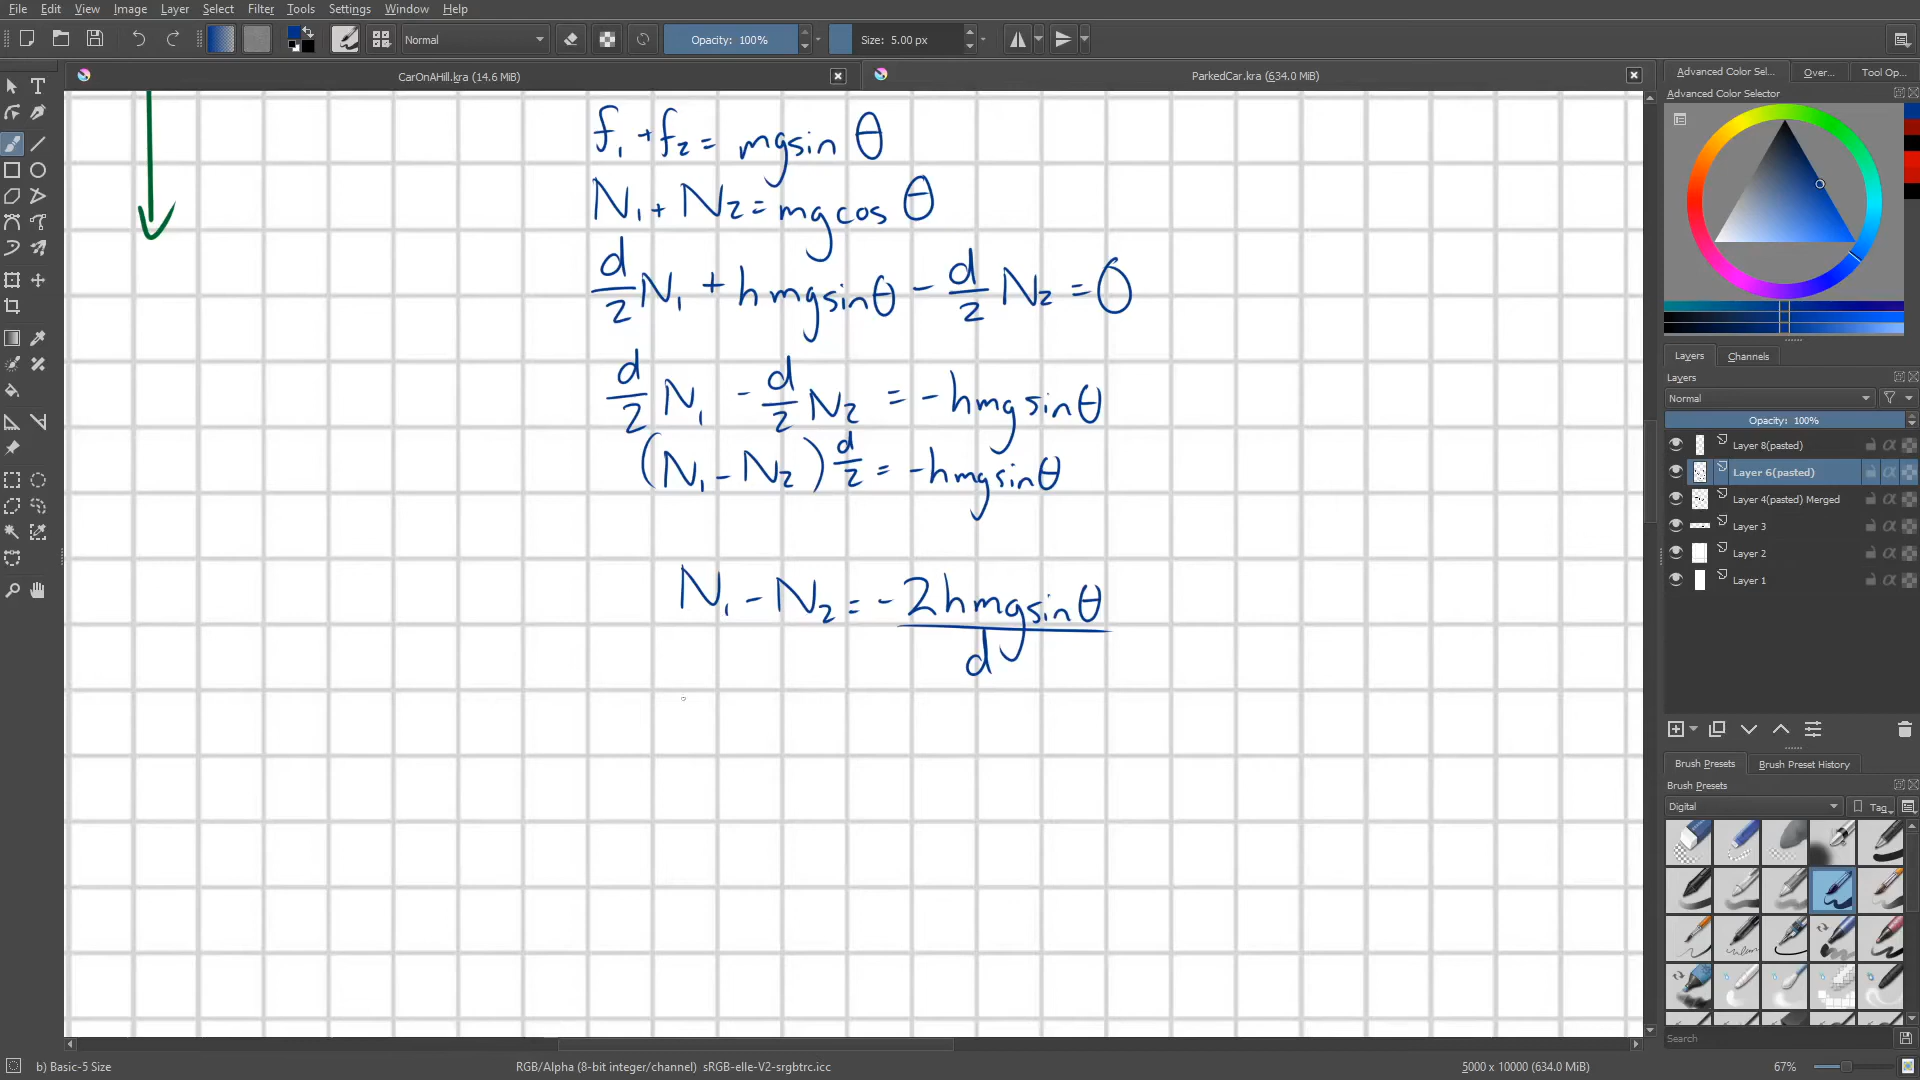 File Edit View Image Layer Select Filter Tools Settings Window Help
Normal Opacity: 100% Size: 5.00 px
CarOnAHill.kra (14.6 MiB) ParkedCar.kra (634.0 MiB)
Advanced Color Sel... Over... Tool Op...
Advanced Color Selector
f₁ + f₂ = mgsin θ
N₁ + N₂ = mgcos θ
d/2 N₁ + hmgsinθ - d/2 N₂ = 0
d/2 N₁ - d/2 N₂ = -hmgsinθ
(N₁ - N₂) d/2 = -hmgsinθ
N₁ - N₂ = -2hmgsinθ/d
Layers Channels
Layers
Normal
Opacity: 100%
Layer 8(pasted)
Layer 6(pasted)
Layer 4(pasted) Merged
Layer 3
Layer 2
Layer 1
Brush Presets Brush Preset History
Brush Presets
Digital Tag
Search
b) Basic-5 Size RGB/Alpha (8-bit integer/channel) sRGB-elle-V2-srgbtrc.icc 5000 x 10000 (634.0 MiB) 67%